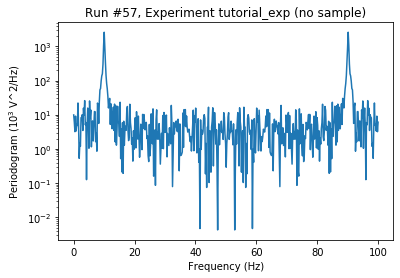 Run #57, Experiment tutorial_exp (no sample)
Periodogram (10³ V^2/Hz)
10³
10²
10¹
10⁰
10⁻¹
10⁻²
0 20 40 60 80 100
Frequency (Hz)